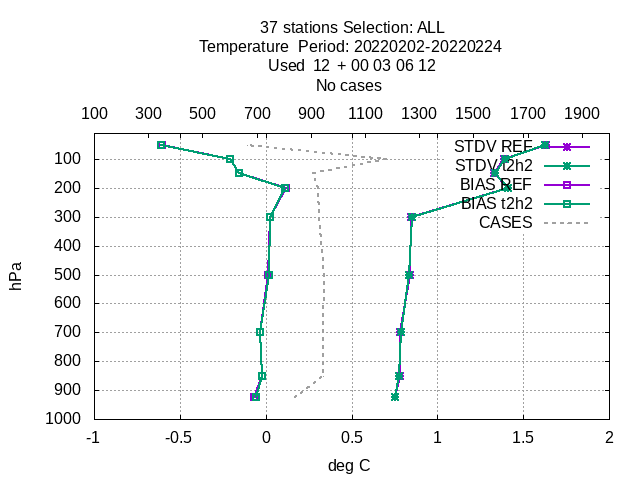 37 stations Selection: ALL
Temperature  Period: 20220202-20220224
Used  12  + 00 03 06 12
No cases
100 300 500 700 900 1100 1300 1500 1700 1900
STDV REF
STDV t2h2
BIAS REF
BIAS t2h2
CASES
100
200
300
400
500
600
700
800
900
1000
hPa
-1 -0.5 0 0.5 1 1.5 2
deg C